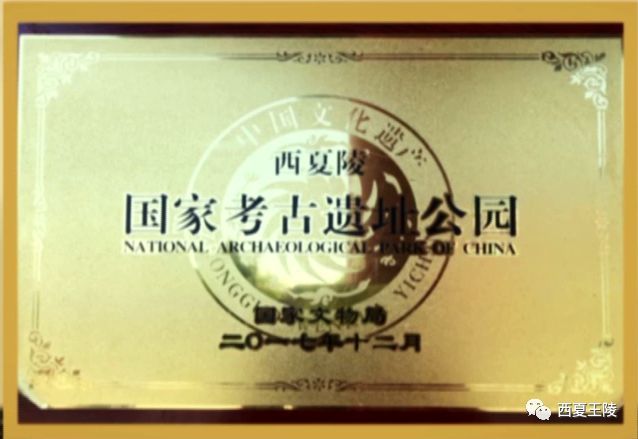 中国文化遗产
西夏陵
国家考古遗址公园
NATIONAL ARCHAEOLOGICAL PARK OF CHINA
YICH
国家文物局
二〇一七年十二月
西夏王陵